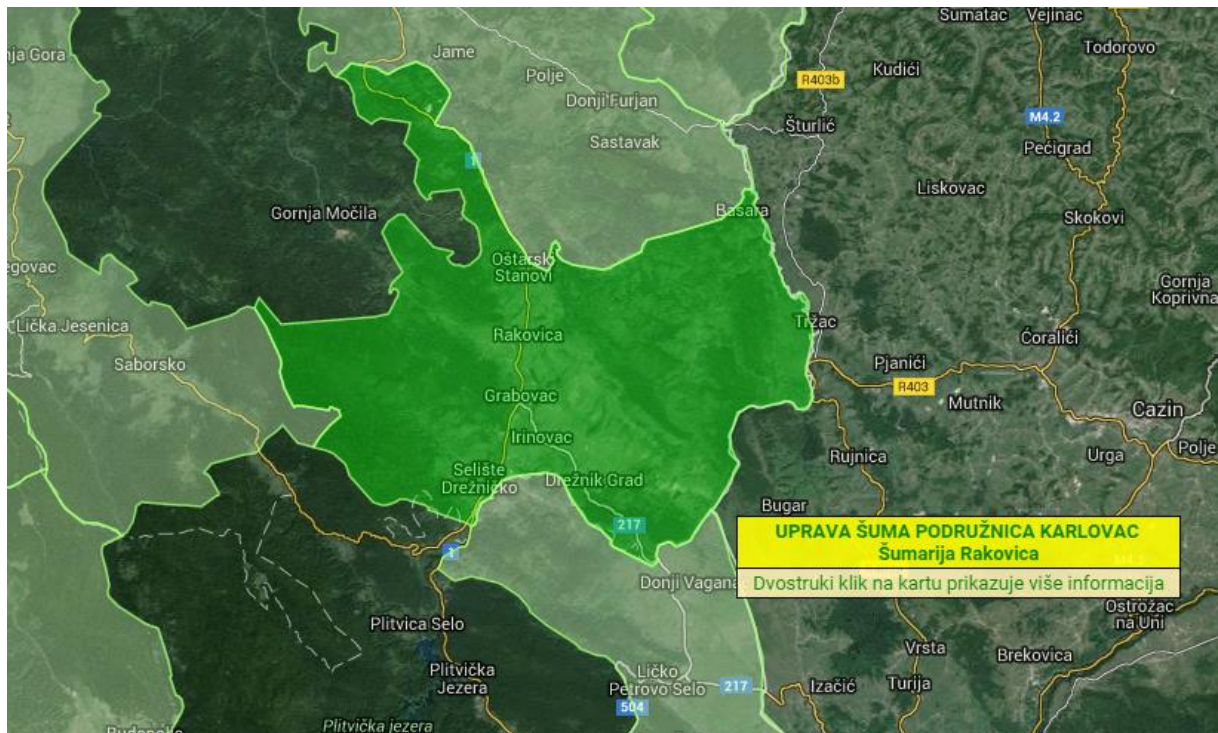 Sumatac
Vejinac
Todorovo
nja Gora
Jame
Polje
Kudići
R403b
Donji Furjan
M4.2
Šturlić
Sastavak
Pećigrad
1
Liskovac
Gornja Močila
Basara
Skokovi
Oštarski
Stanovi
egovac
Gornja
Koprivna
Lička Jesenica
Tržac
Rakovica
Ćoralići
Saborsko
Pjanići
R403
Grabovac
Mutnik
Cazin
Irinovac
Polje
Rujnica
Urga
Selište
Drežničko
Drežnik Grad
Bugar
217
UPRAVA ŠUMA PODRUŽNICA KARLOVAC
Šumarija Rakovica
Dvostruki klik na kartu prikazuje više informacija
1
Donji Vagana
Ostrožac
na Uni
Plitvica Selo
Vrsta
Brekovica
Plitvička
Jezera
Ličko
Petrovo Selo
217
Izačić
Turija
504
Plitvička jezera